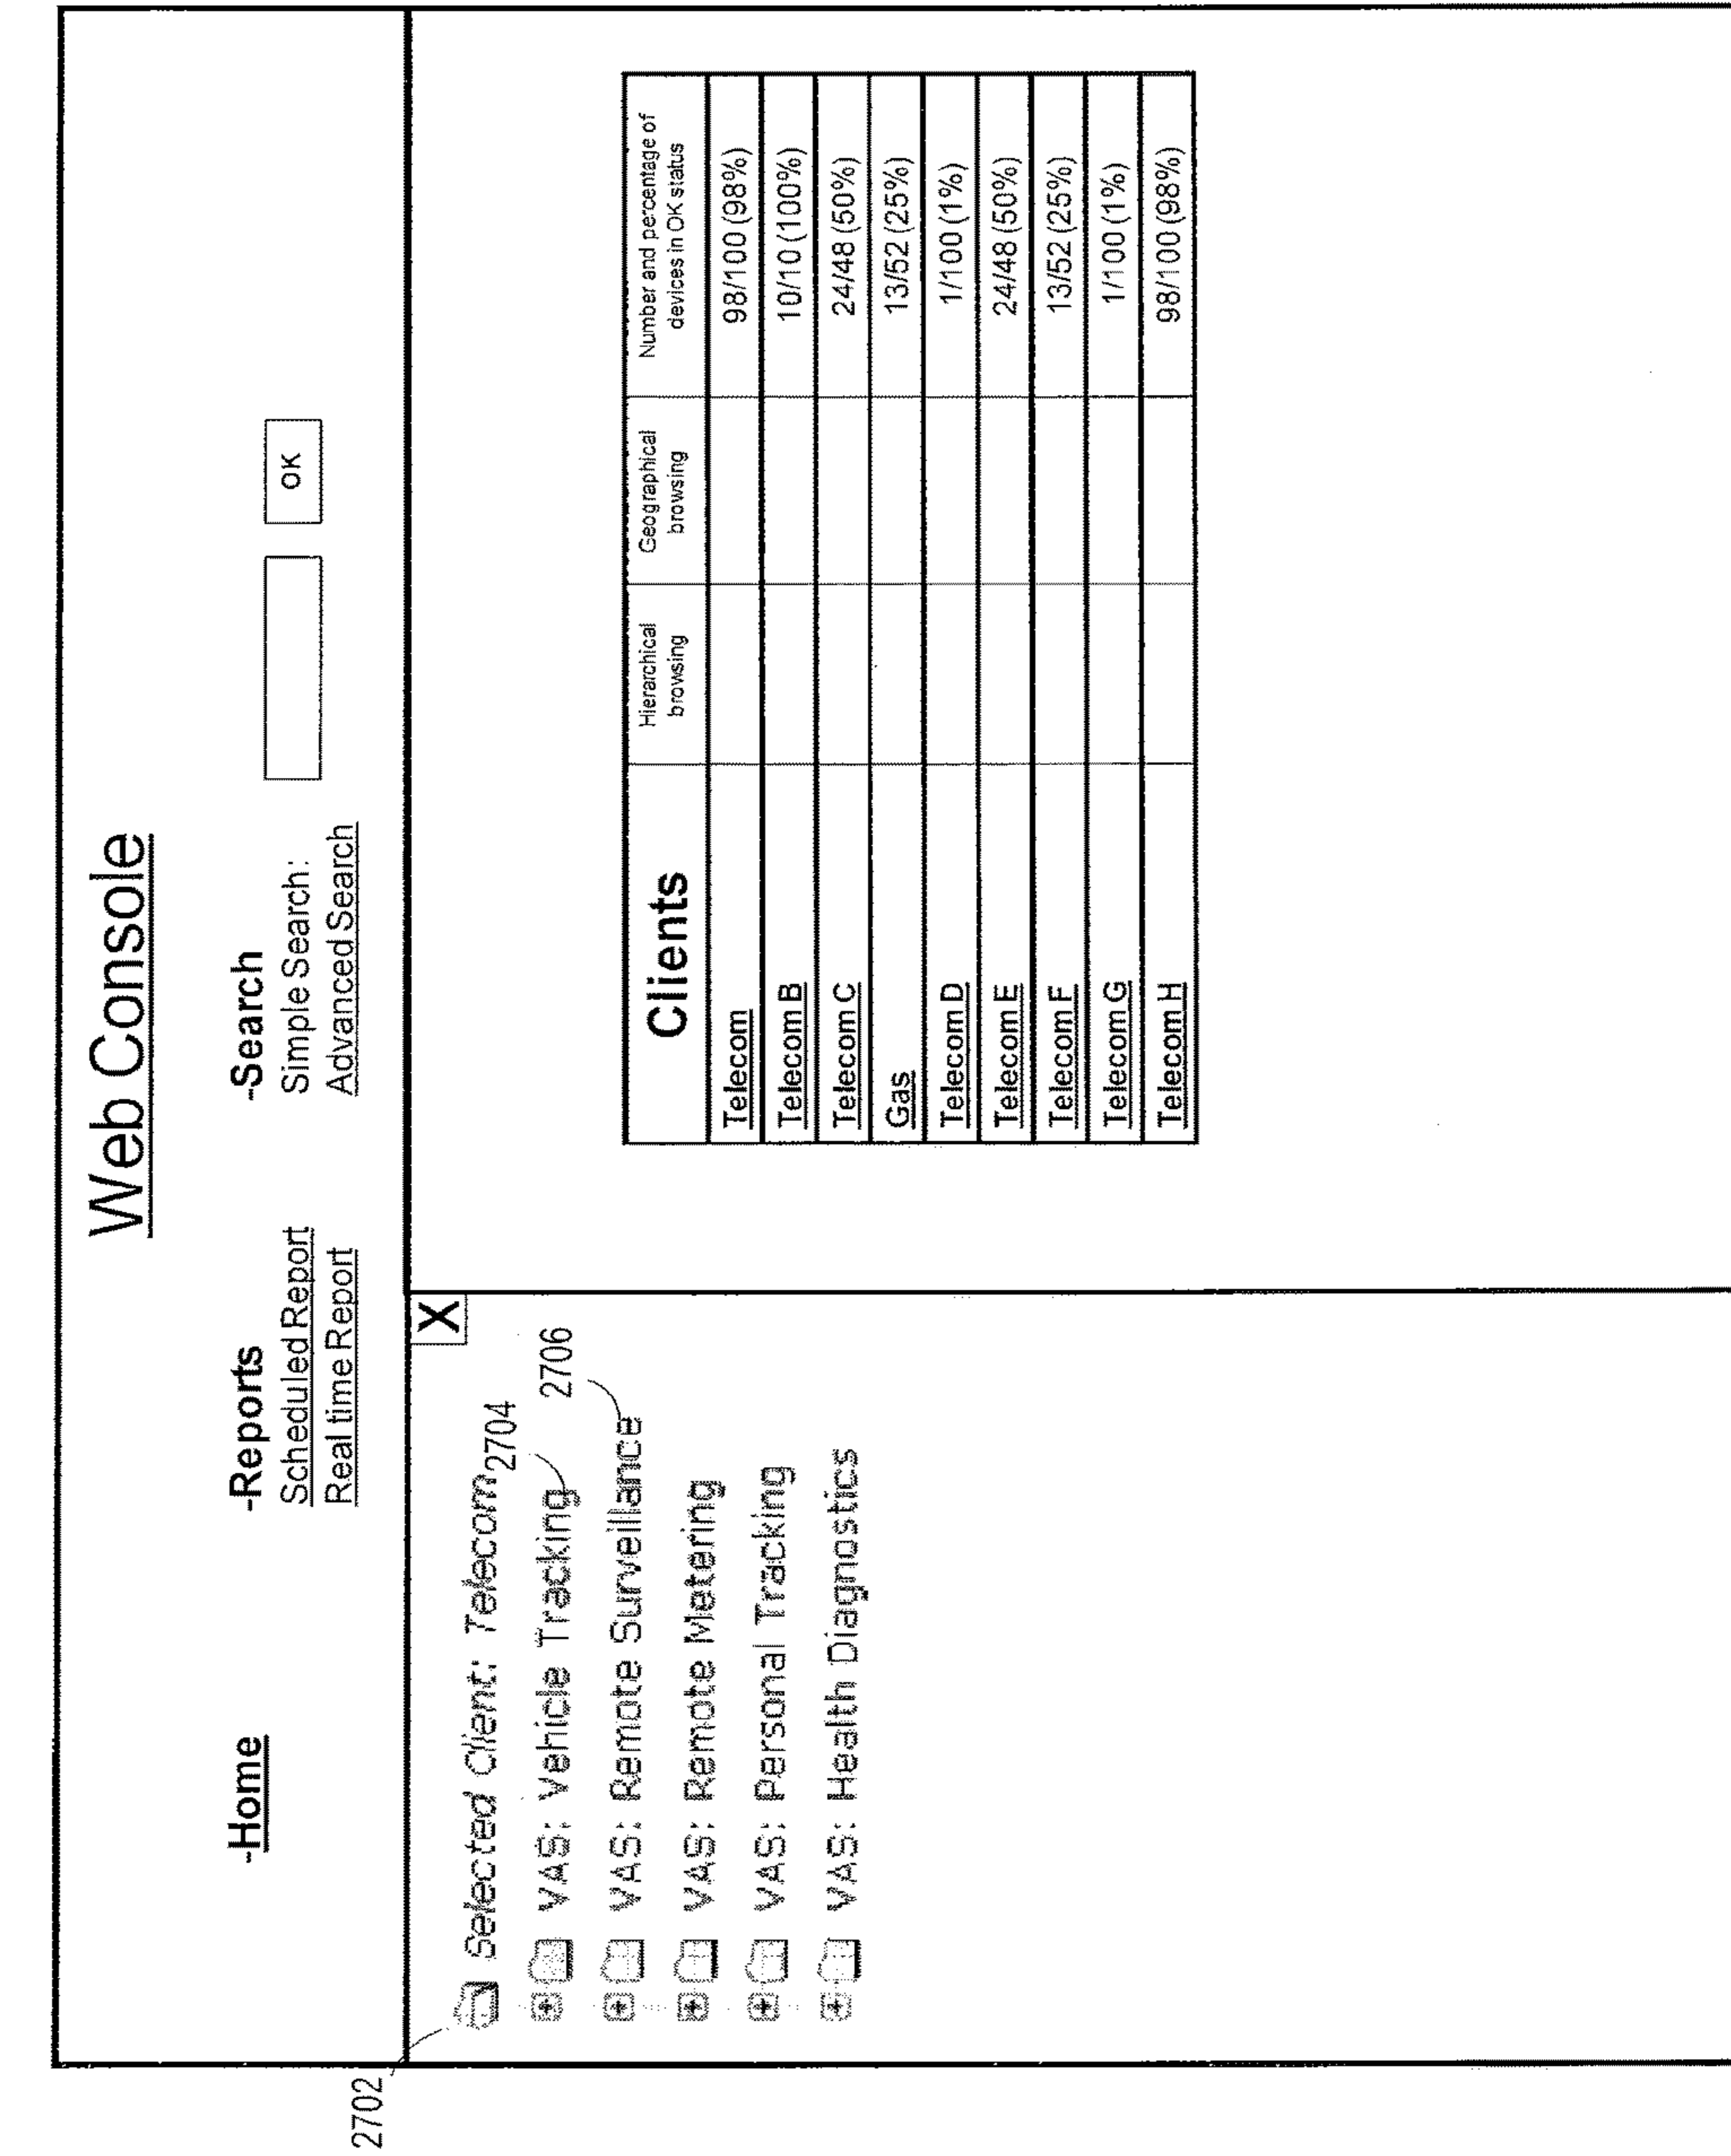 Web Console
-Home
-Reports
Scheduled Report
Real time Report
-Search
Simple Search:
Advanced Search
OK
X
2702
Selected Client: Telecom
2704
VAS: Vehicle Tracking
2706
VAS: Remote Surveillance
VAS: Remote Metering
VAS: Personal Tracking
VAS: Health Diagnostics
Clients Hierarchical browsing Geographical browsing Number and percentage of devices in OK status
Telecom 98/100 (98%)
Telecom B 10/10 (100%)
Telecom C 24/48 (50%)
Gas 13/52 (25%)
Telecom D 1/100 (1%)
Telecom E 24/48 (50%)
Telecom F 13/52 (25%)
Telecom G 1/100 (1%)
Telecom H 98/100 (98%)